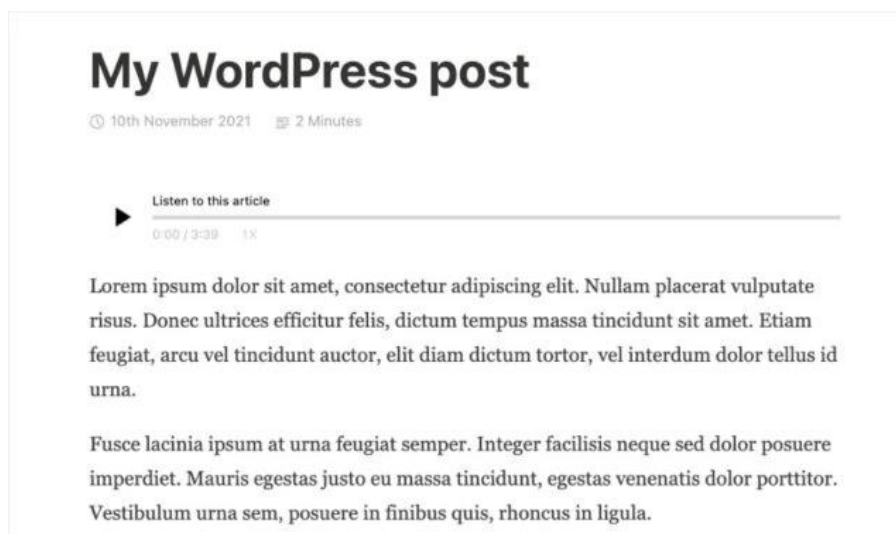 My WordPress post
10th November 2021 2 Minutes
Listen to this article
0:00 / 3:39 1X
Lorem ipsum dolor sit amet, consectetur adipiscing elit. Nullam placerat vulputate
risus. Donec ultrices efficitur felis, dictum tempus massa tincidunt sit amet. Etiam
feugiat, arcu vel tincidunt auctor, elit diam dictum tortor, vel interdum dolor tellus id
urna.
Fusce lacinia ipsum at urna feugiat semper. Integer facilisis neque sed dolor posuere
imperdiet. Mauris egestas justo eu massa tincidunt, egestas venenatis dolor porttitor.
Vestibulum urna sem, posuere in finibus quis, rhoncus in ligula.